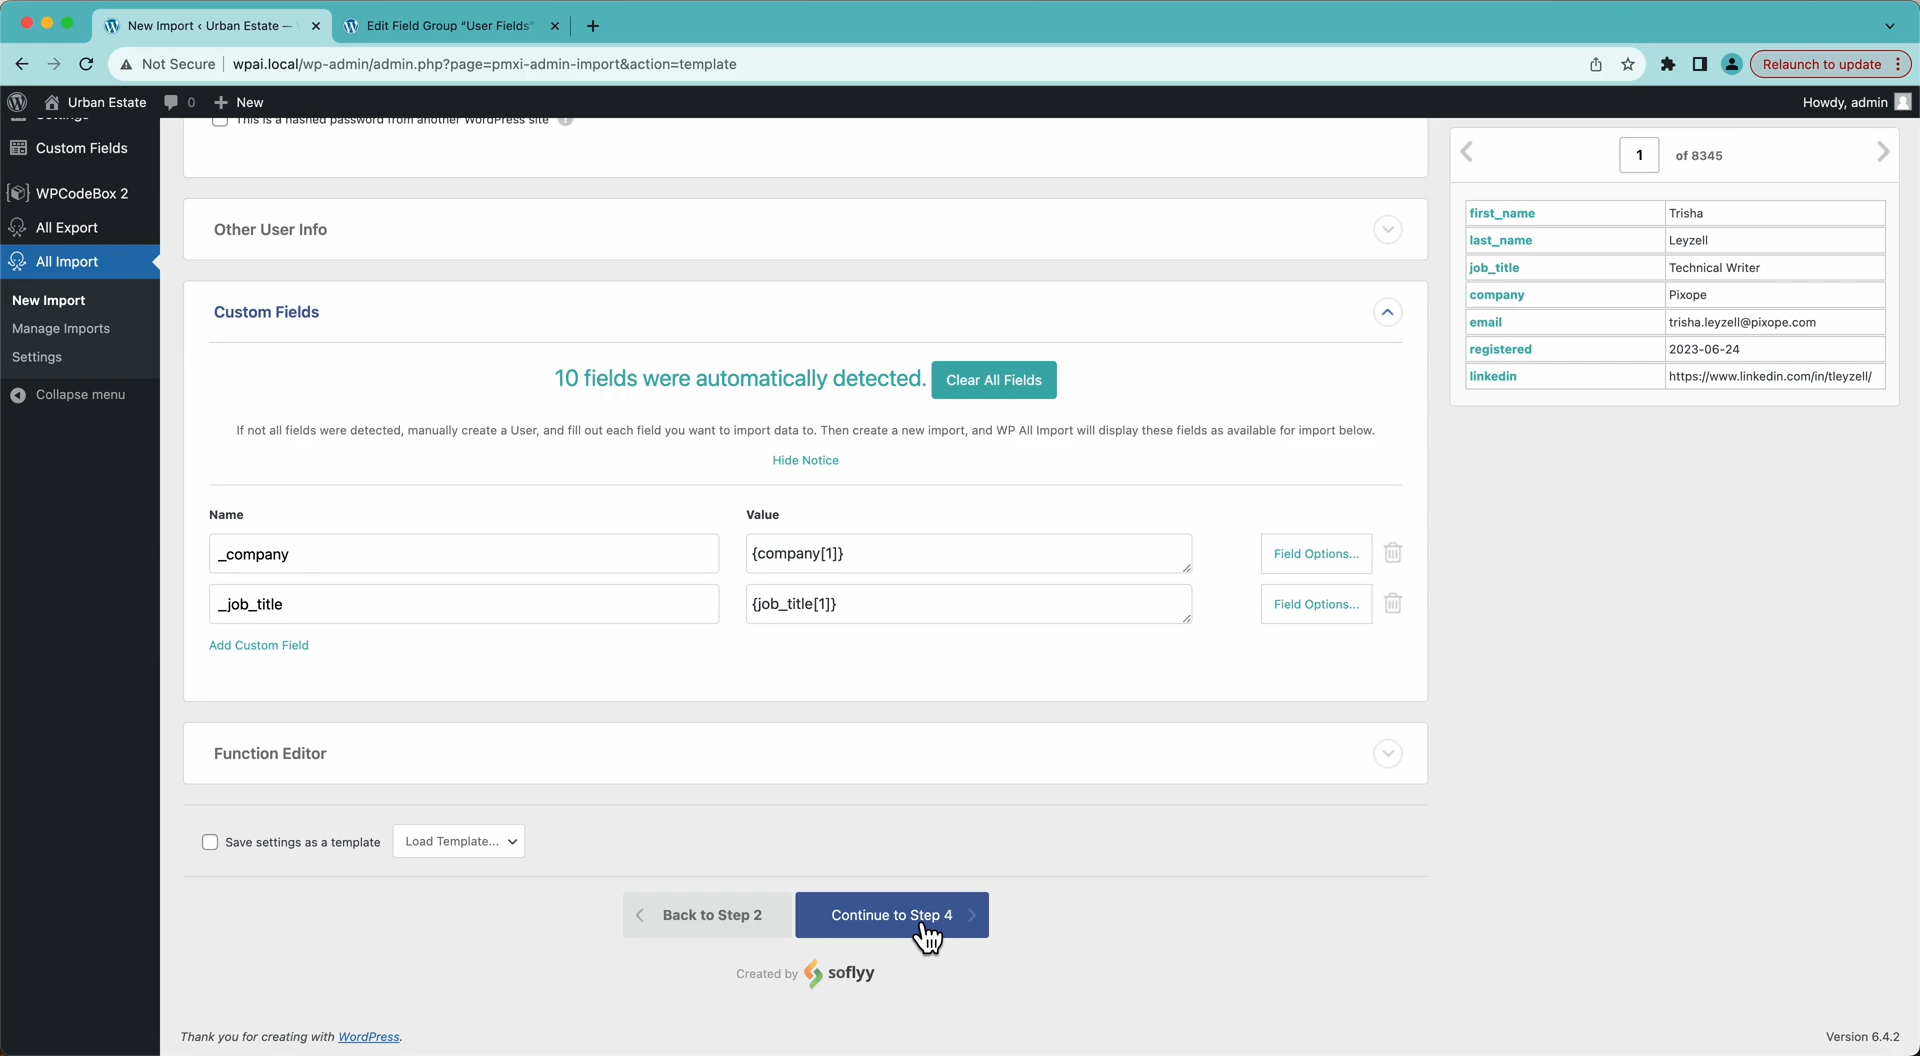 New Import ‹ Urban Estate —
Edit Field Group "User Fields"
Not Secure
wpai.local/wp-admin/admin.php?page=pmxi-admin-import&action=template
Relaunch to update
Urban Estate
0
New
Howdy, admin
Settings
Custom Fields
WPCodeBox 2
All Export
All Import
New Import
Manage Imports
Settings
Collapse menu
This is a hashed password from another WordPress site
Other User Info
Custom Fields
10 fields were automatically detected.
Clear All Fields
If not all fields were detected, manually create a User, and fill out each field you want to import data to. Then create a new import, and WP All Import will display these fields as available for import below.
Hide Notice
Name
Value
_company
{company[1]}
Field Options...
_job_title
{job_title[1]}
Field Options...
Add Custom Field
Function Editor
Save settings as a template
Load Template...
Back to Step 2
Continue to Step 4
Created by
soflyy
1
of 8345
first_name
Trisha
last_name
Leyzell
job_title
Technical Writer
company
Pixope
email
trisha.leyzell@pixope.com
registered
2023-06-24
linkedin
https://www.linkedin.com/in/tleyzell/
Thank you for creating with WordPress.
Version 6.4.2